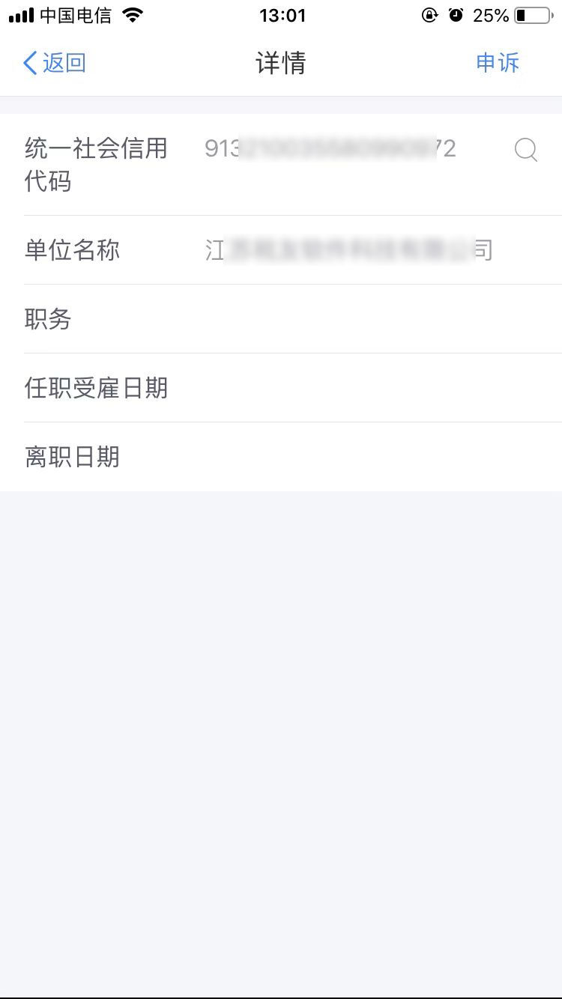 中国电信 13:01 25%
返回 详情 申诉
统一社会信用代码 913 72
单位名称 江 司
职务
任职受雇日期
离职日期